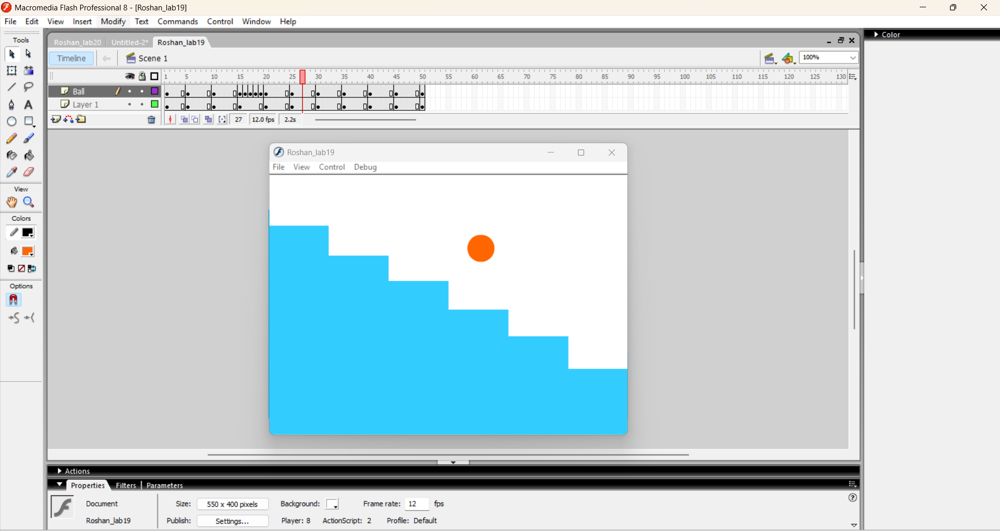 Macromedia Flash Professional 8 - [Roshan_lab19]
File Edit View Insert Modify Text Commands Control Window Help
Tools
Roshan_lab20 Untitled-2* Roshan_lab19
Color
Timeline Scene 1 100%
1 5 10 15 20 25 30 35 40 45 50 55 60 65 70 75 80 85 90 95 100 105 110 115 120 125 130
Ball
Layer 1
27 12.0 fps 2.2s
Roshan_lab19
File View Control Debug
View
Colors
Options
Actions
Properties Filters Parameters
Document Size: 550 x 400 pixels Background: Frame rate: 12 fps
Roshan_lab19 Publish: Settings... Player: 8 ActionScript: 2 Profile: Default